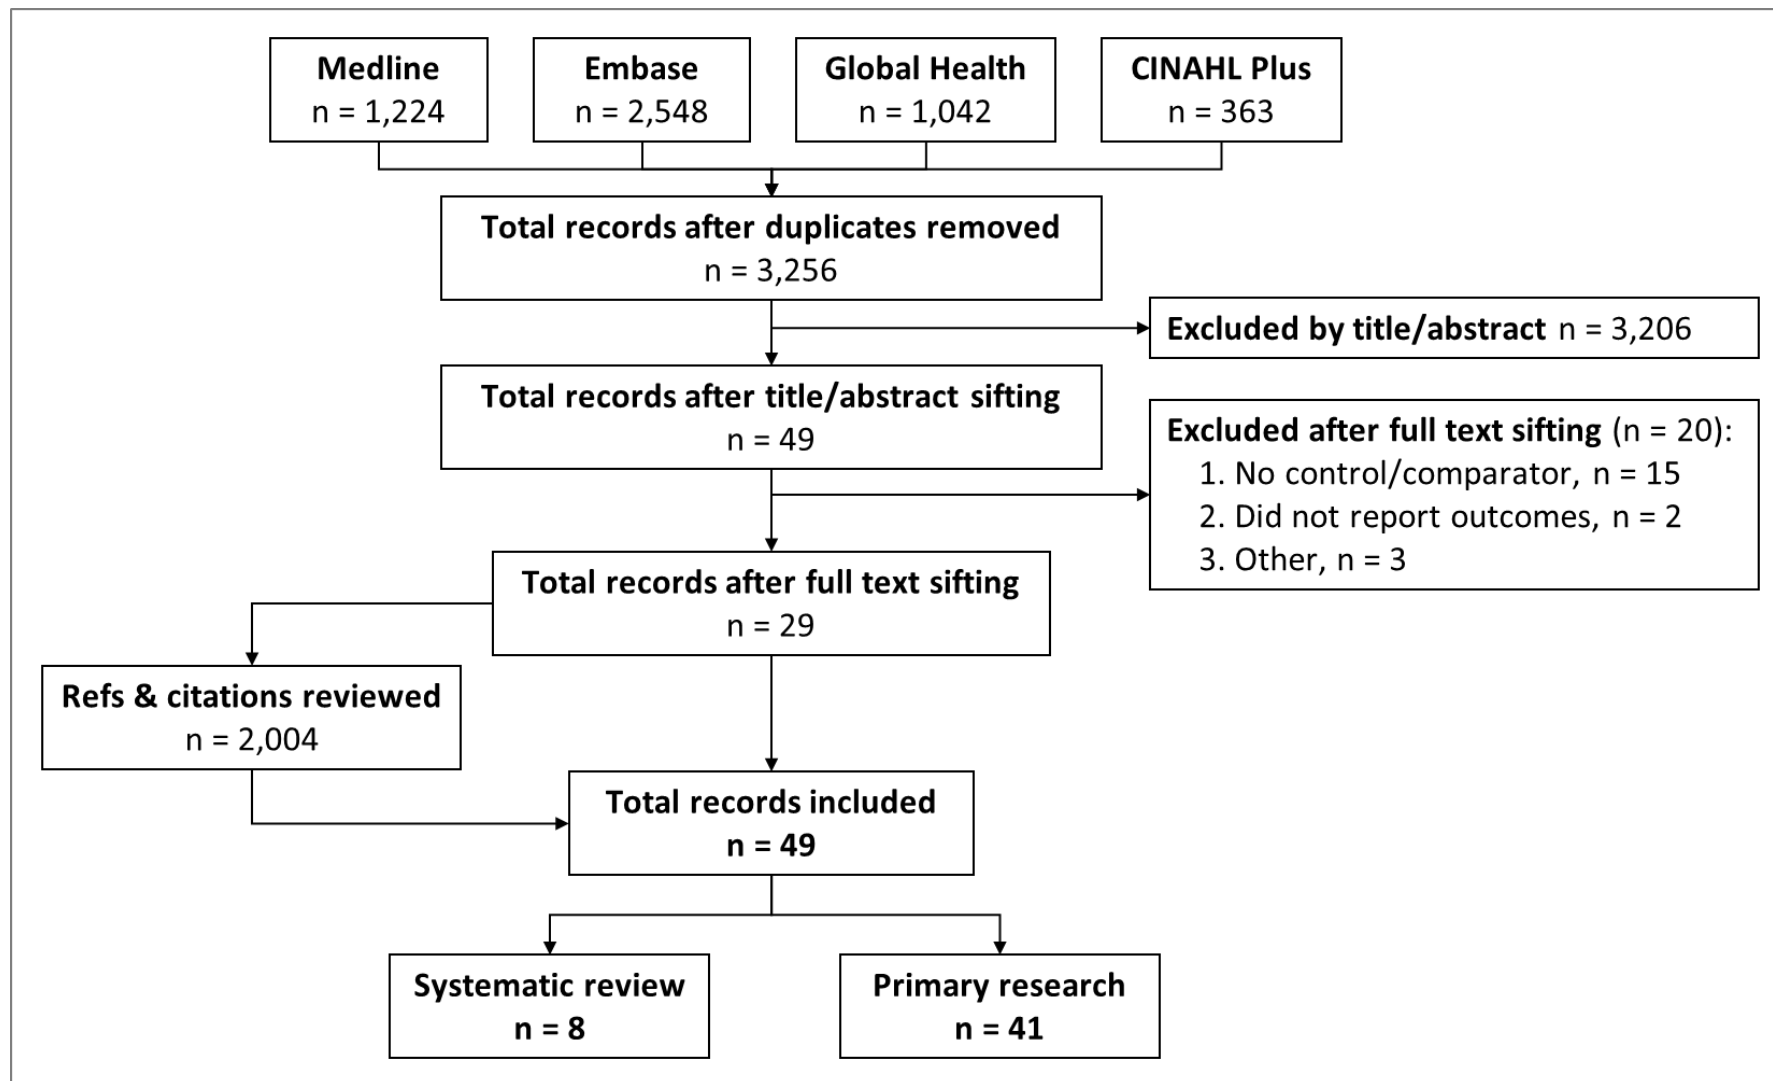 Medline
n = 1,224
Embase
n = 2,548
Global Health
n = 1,042
CINAHL Plus
n = 363
Total records after duplicates removed
n = 3,256
Excluded by title/abstract n = 3,206
Total records after title/abstract sifting
n = 49
Excluded after full text sifting (n = 20):
1. No control/comparator, n = 15
2. Did not report outcomes, n = 2
3. Other, n = 3
Total records after full text sifting
n = 29
Refs & citations reviewed
n = 2,004
Total records included
n = 49
Systematic review
n = 8
Primary research
n = 41